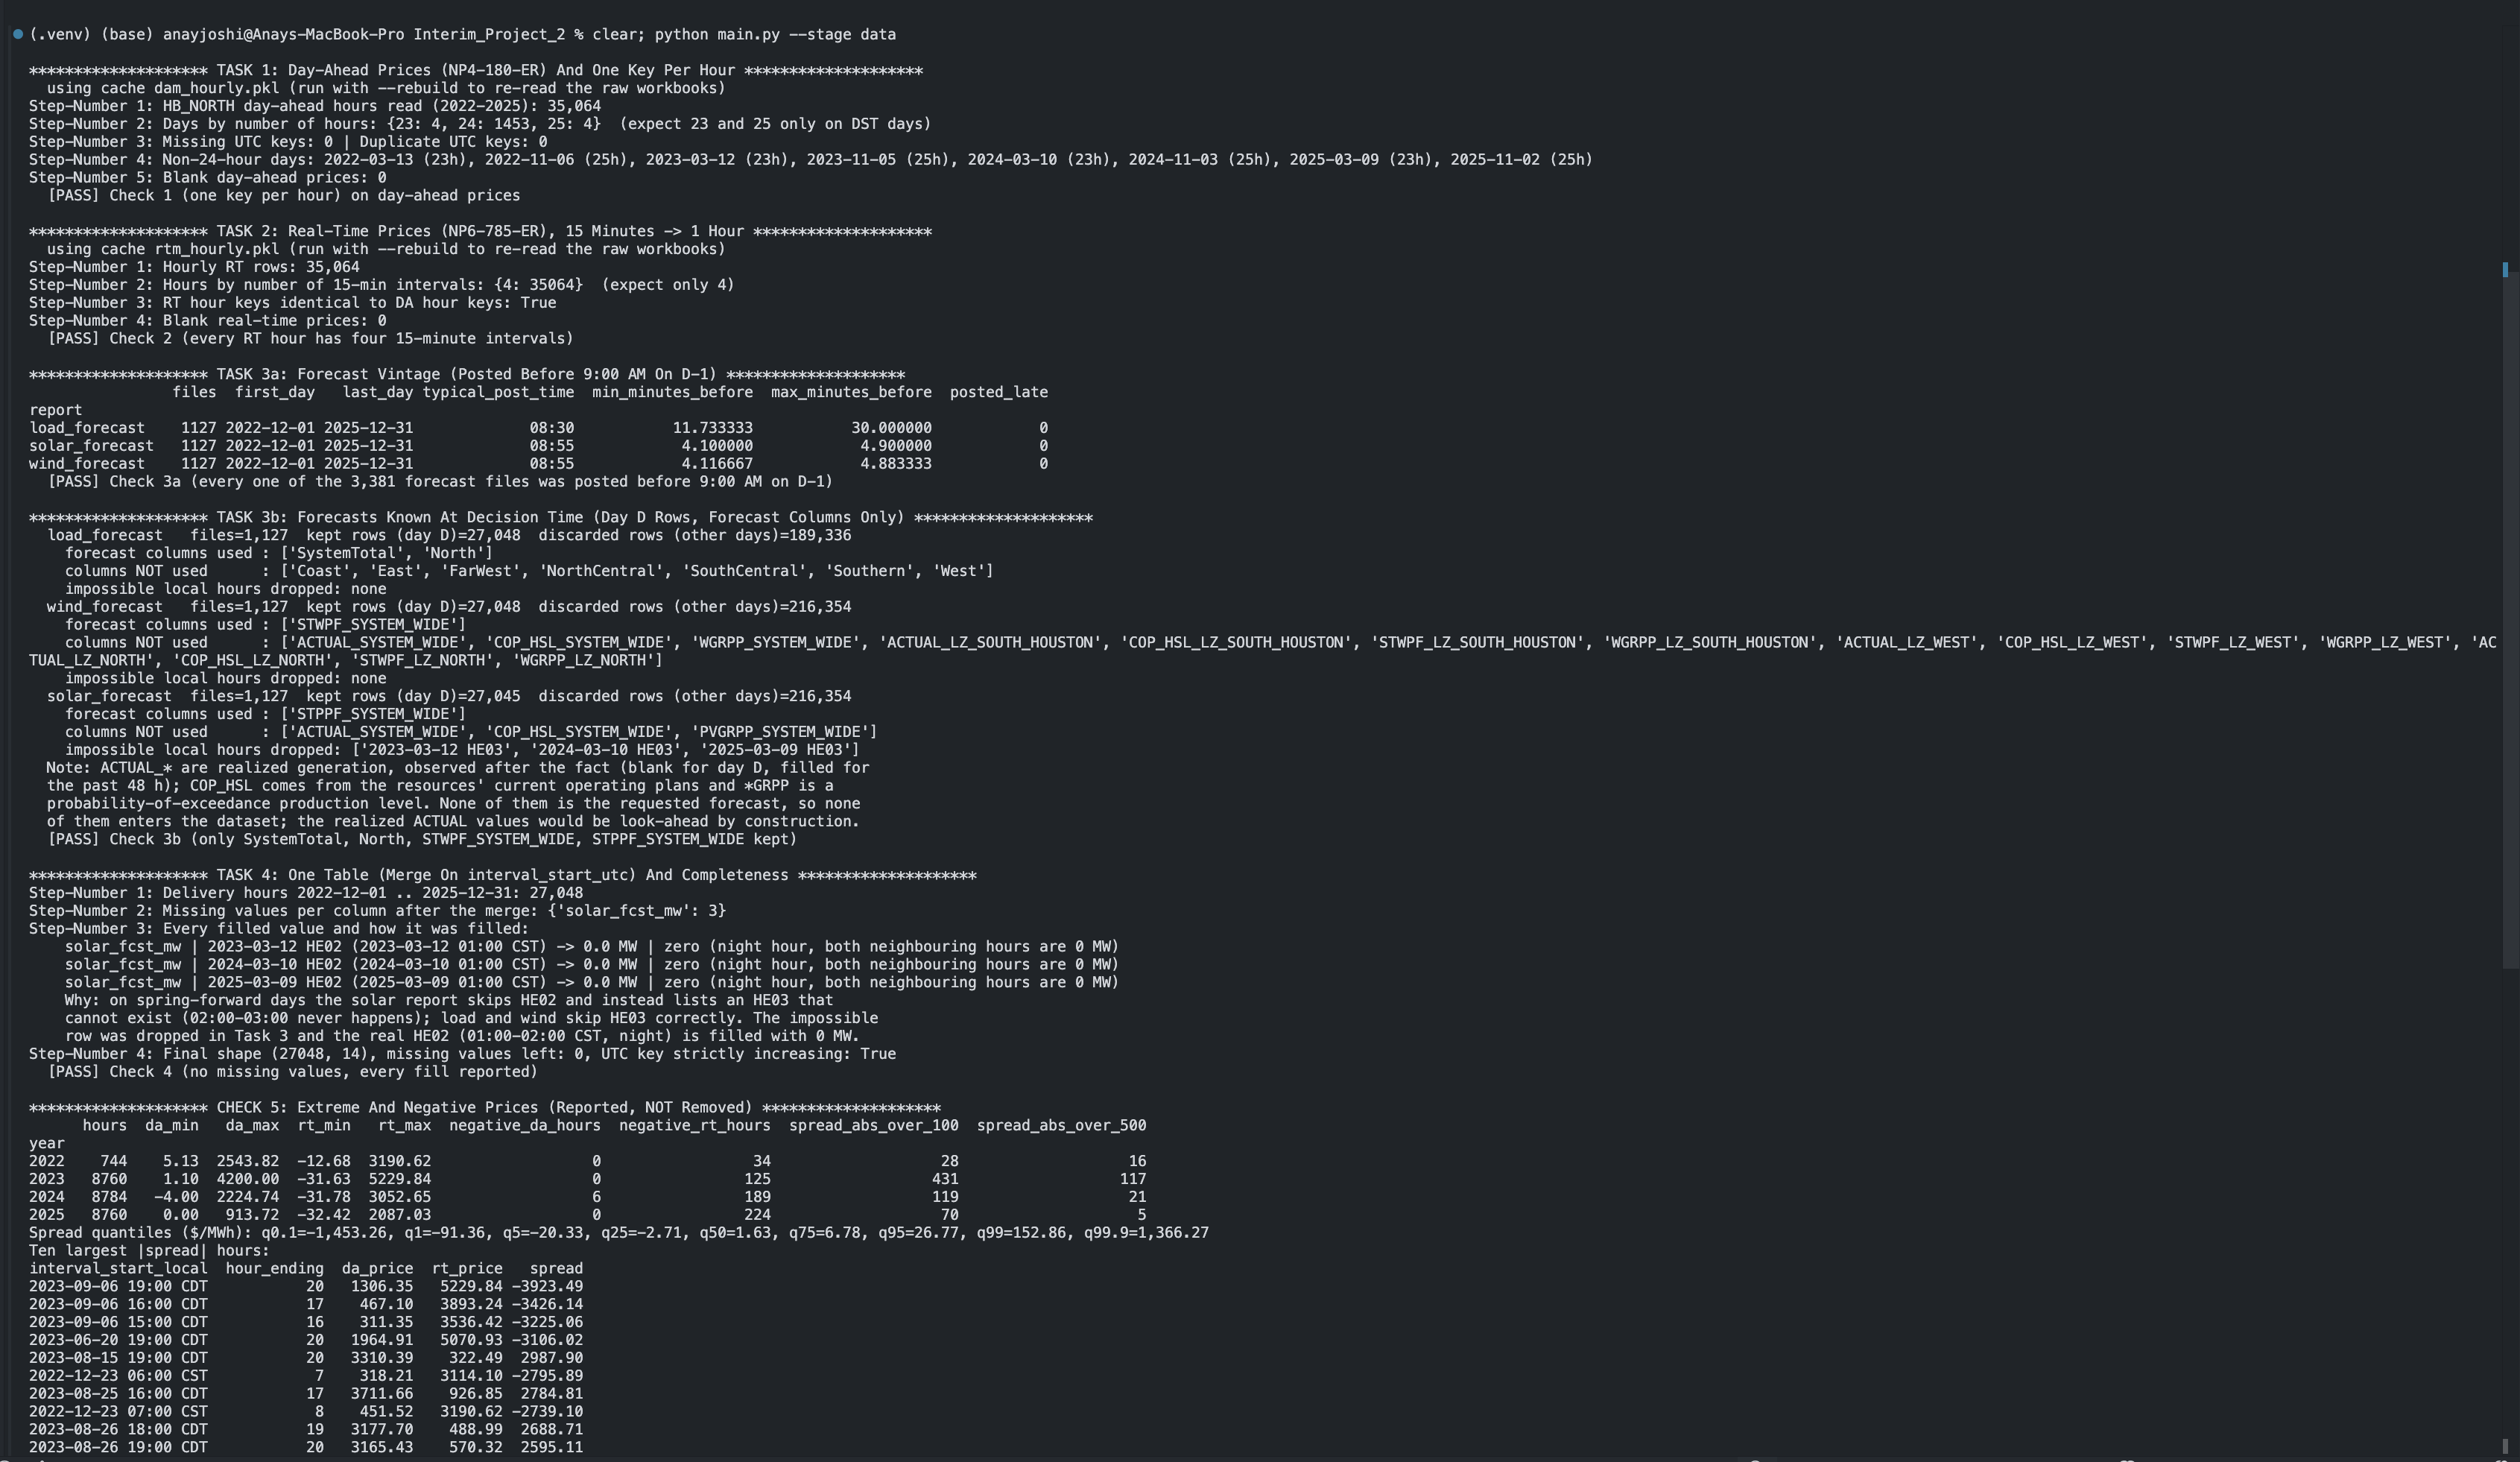 (.venv) (base) anayjoshi@Anays-MacBook-Pro Interim_Project_2 % clear; python main.py --stage data
******************** TASK 1: Day-Ahead Prices (NP4-180-ER) And One Key Per Hour ********************
using cache dam_hourly.pkl (run with --rebuild to re-read the raw workbooks)
Step-Number 1: HB_NORTH day-ahead hours read (2022-2025): 35,064
Step-Number 2: Days by number of hours: {23: 4, 24: 1453, 25: 4}  (expect 23 and 25 only on DST days)
Step-Number 3: Missing UTC keys: 0 | Duplicate UTC keys: 0
Step-Number 4: Non-24-hour days: 2022-03-13 (23h), 2022-11-06 (25h), 2023-03-12 (23h), 2023-11-05 (25h), 2024-03-10 (23h), 2024-11-03 (25h), 2025-03-09 (23h), 2025-11-02 (25h)
Step-Number 5: Blank day-ahead prices: 0
[PASS] Check 1 (one key per hour) on day-ahead prices
******************** TASK 2: Real-Time Prices (NP6-785-ER), 15 Minutes -> 1 Hour ********************
using cache rtm_hourly.pkl (run with --rebuild to re-read the raw workbooks)
Step-Number 1: Hourly RT rows: 35,064
Step-Number 2: Hours by number of 15-min intervals: {4: 35064}  (expect only 4)
Step-Number 3: RT hour keys identical to DA hour keys: True
Step-Number 4: Blank real-time prices: 0
[PASS] Check 2 (every RT hour has four 15-minute intervals)
******************** TASK 3a: Forecast Vintage (Posted Before 9:00 AM On D-1) ********************
files  first_day   last_day typical_post_time  min_minutes_before  max_minutes_before  posted_late
report
load_forecast    1127 2022-12-01 2025-12-31             08:30           11.733333           30.000000            0
solar_forecast   1127 2022-12-01 2025-12-31             08:55            4.100000            4.900000            0
wind_forecast    1127 2022-12-01 2025-12-31             08:55            4.116667            4.883333            0
[PASS] Check 3a (every one of the 3,381 forecast files was posted before 9:00 AM on D-1)
******************** TASK 3b: Forecasts Known At Decision Time (Day D Rows, Forecast Columns Only) ********************
load_forecast   files=1,127  kept rows (day D)=27,048  discarded rows (other days)=189,336
forecast columns used : ['SystemTotal', 'North']
columns NOT used      : ['Coast', 'East', 'FarWest', 'NorthCentral', 'SouthCentral', 'Southern', 'West']
impossible local hours dropped: none
wind_forecast   files=1,127  kept rows (day D)=27,048  discarded rows (other days)=216,354
forecast columns used : ['STWPF_SYSTEM_WIDE']
columns NOT used      : ['ACTUAL_SYSTEM_WIDE', 'COP_HSL_SYSTEM_WIDE', 'WGRPP_SYSTEM_WIDE', 'ACTUAL_LZ_SOUTH_HOUSTON', 'COP_HSL_LZ_SOUTH_HOUSTON', 'STWPF_LZ_SOUTH_HOUSTON', 'WGRPP_LZ_SOUTH_HOUSTON', 'ACTUAL_LZ_WEST', 'COP_HSL_LZ_WEST', 'STWPF_LZ_WEST', 'WGRPP_LZ_WEST', 'AC
TUAL_LZ_NORTH', 'COP_HSL_LZ_NORTH', 'STWPF_LZ_NORTH', 'WGRPP_LZ_NORTH']
impossible local hours dropped: none
solar_forecast  files=1,127  kept rows (day D)=27,045  discarded rows (other days)=216,354
forecast columns used : ['STPPF_SYSTEM_WIDE']
columns NOT used      : ['ACTUAL_SYSTEM_WIDE', 'COP_HSL_SYSTEM_WIDE', 'PVGRPP_SYSTEM_WIDE']
impossible local hours dropped: ['2023-03-12 HE03', '2024-03-10 HE03', '2025-03-09 HE03']
Note: ACTUAL_* are realized generation, observed after the fact (blank for day D, filled for
the past 48 h); COP_HSL comes from the resources' current operating plans and *GRPP is a
probability-of-exceedance production level. None of them is the requested forecast, so none
of them enters the dataset; the realized ACTUAL values would be look-ahead by construction.
[PASS] Check 3b (only SystemTotal, North, STWPF_SYSTEM_WIDE, STPPF_SYSTEM_WIDE kept)
******************** TASK 4: One Table (Merge On interval_start_utc) And Completeness ********************
Step-Number 1: Delivery hours 2022-12-01 .. 2025-12-31: 27,048
Step-Number 2: Missing values per column after the merge: {'solar_fcst_mw': 3}
Step-Number 3: Every filled value and how it was filled:
solar_fcst_mw | 2023-03-12 HE02 (2023-03-12 01:00 CST) -> 0.0 MW | zero (night hour, both neighbouring hours are 0 MW)
solar_fcst_mw | 2024-03-10 HE02 (2024-03-10 01:00 CST) -> 0.0 MW | zero (night hour, both neighbouring hours are 0 MW)
solar_fcst_mw | 2025-03-09 HE02 (2025-03-09 01:00 CST) -> 0.0 MW | zero (night hour, both neighbouring hours are 0 MW)
Why: on spring-forward days the solar report skips HE02 and instead lists an HE03 that
cannot exist (02:00-03:00 never happens); load and wind skip HE03 correctly. The impossible
row was dropped in Task 3 and the real HE02 (01:00-02:00 CST, night) is filled with 0 MW.
Step-Number 4: Final shape (27048, 14), missing values left: 0, UTC key strictly increasing: True
[PASS] Check 4 (no missing values, every fill reported)
******************** CHECK 5: Extreme And Negative Prices (Reported, NOT Removed) ********************
hours  da_min   da_max  rt_min   rt_max  negative_da_hours  negative_rt_hours  spread_abs_over_100  spread_abs_over_500
year
2022   744    5.13  2543.82  -12.68  3190.62                  0                 34                   28                   16
2023  8760    1.10  4200.00  -31.63  5229.84                  0                125                  431                  117
2024  8784   -4.00  2224.74  -31.78  3052.65                  6                189                  119                   21
2025  8760    0.00   913.72  -32.42  2087.03                  0                224                   70                    5
Spread quantiles ($/MWh): q0.1=-1,453.26, q1=-91.36, q5=-20.33, q25=-2.71, q50=1.63, q75=6.78, q95=26.77, q99=152.86, q99.9=1,366.27
Ten largest |spread| hours:
interval_start_local  hour_ending  da_price  rt_price   spread
2023-09-06 19:00 CDT           20   1306.35   5229.84 -3923.49
2023-09-06 16:00 CDT           17    467.10   3893.24 -3426.14
2023-09-06 15:00 CDT           16    311.35   3536.42 -3225.06
2023-06-20 19:00 CDT           20   1964.91   5070.93 -3106.02
2023-08-15 19:00 CDT           20   3310.39    322.49  2987.90
2022-12-23 06:00 CST            7    318.21   3114.10 -2795.89
2023-08-25 16:00 CDT           17   3711.66    926.85  2784.81
2022-12-23 07:00 CST            8    451.52   3190.62 -2739.10
2023-08-26 18:00 CDT           19   3177.70    488.99  2688.71
2023-08-26 19:00 CDT           20   3165.43    570.32  2595.11